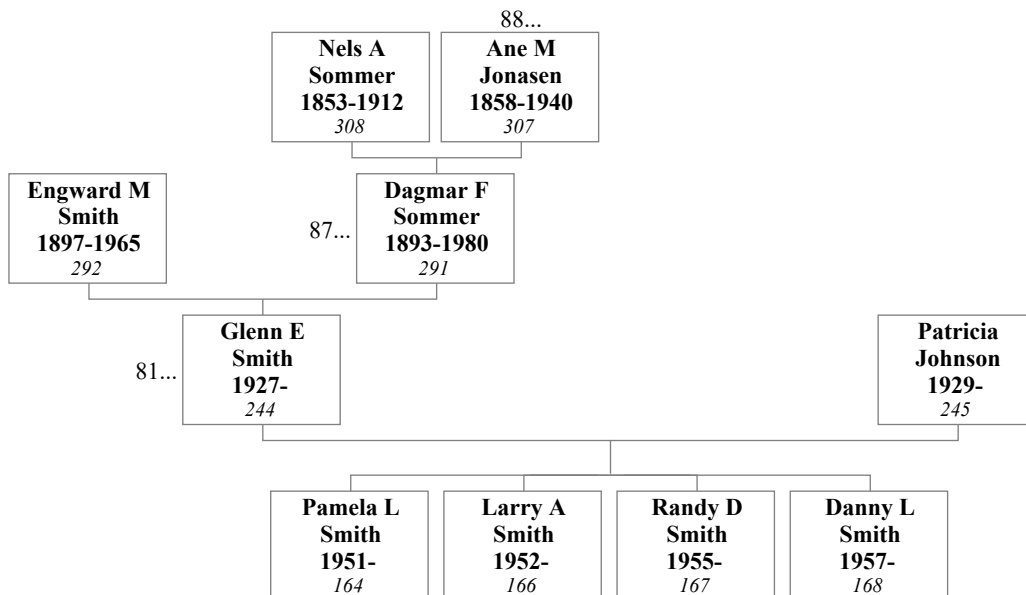 88...
Nels A
Sommer
1853-1912
308
Ane M
Jonasen
1858-1940
307
Engward M
Smith
1897-1965
292
87...
Dagmar F
Sommer
1893-1980
291
81...
Glenn E
Smith
1927-
244
Patricia
Johnson
1929-
245
Pamela L
Smith
1951-
164
Larry A
Smith
1952-
166
Randy D
Smith
1955-
167
Danny L
Smith
1957-
168